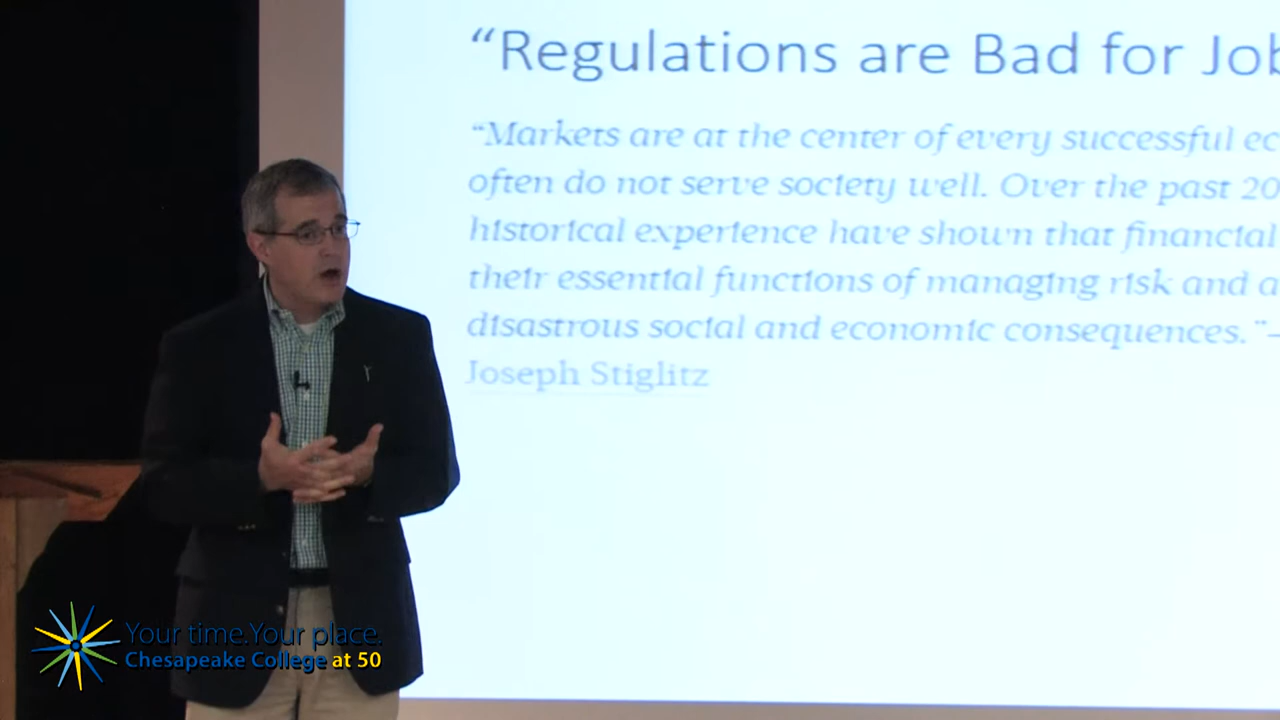 “Regulations are Bad for Job
“Markets are at the center of every successful ec
often do not serve society well. Over the past 20
historical experience have shown that financial
their essential functions of managing risk and a
disastrous social and economic consequences.”–
Joseph Stiglitz
Your time.Your place.
Chesapeake College at 50